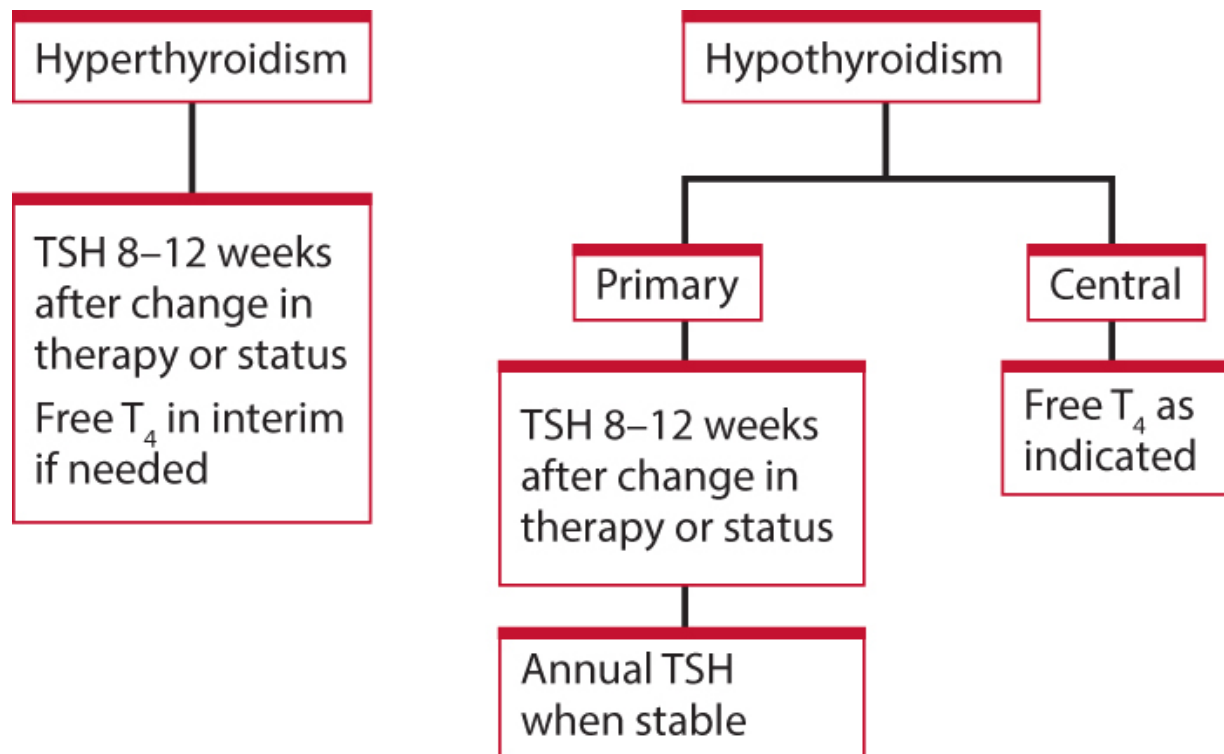 Hyperthyroidism
TSH 8–12 weeks
after change in
therapy or status
Free T₄ in interim
if needed
Hypothyroidism
Primary
TSH 8–12 weeks
after change in
therapy or status
Annual TSH
when stable
Central
Free T₄ as
indicated